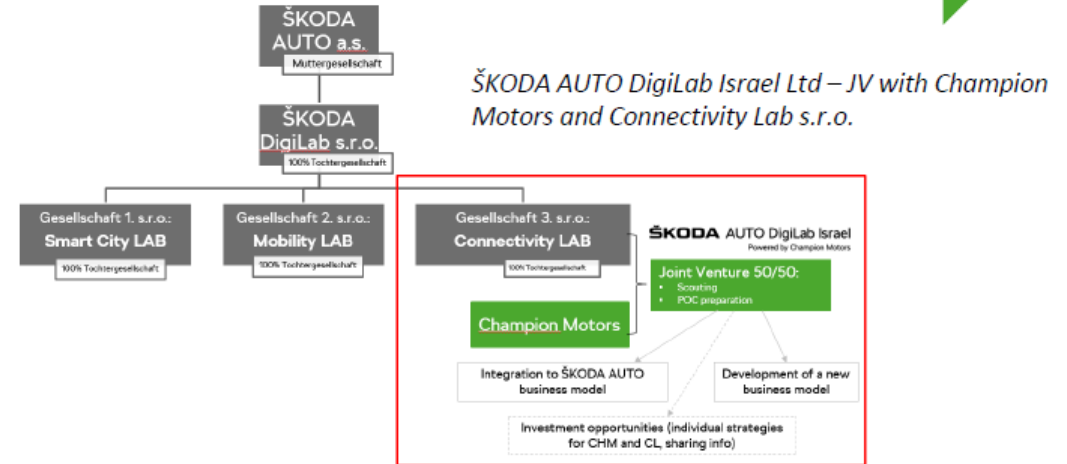 ŠKODA
AUTO a.s.
Muttergesellschaft
ŠKODA AUTO DigiLab Israel Ltd – JV with Champion
Motors and Connectivity Lab s.r.o.
ŠKODA
DigiLab s.r.o.
100% Tochtergesellschaft
Gesellschaft 1. s.r.o.:
Smart City LAB
100% Tochtergesellschaft
Gesellschaft 2. s.r.o.:
Mobility LAB
100% Tochtergesellschaft
Gesellschaft 3. s.r.o.:
Connectivity LAB
100% Tochtergesellschaft
ŠKODA AUTO DigiLab Israel
Powered by Champion Motors
Joint Venture 50/50:
• Scouting
• POC preparation
Champion Motors
Integration to ŠKODA AUTO
business model
Development of a new
business model
Investment opportunities (individual strategies
for CHM and CL, sharing info)